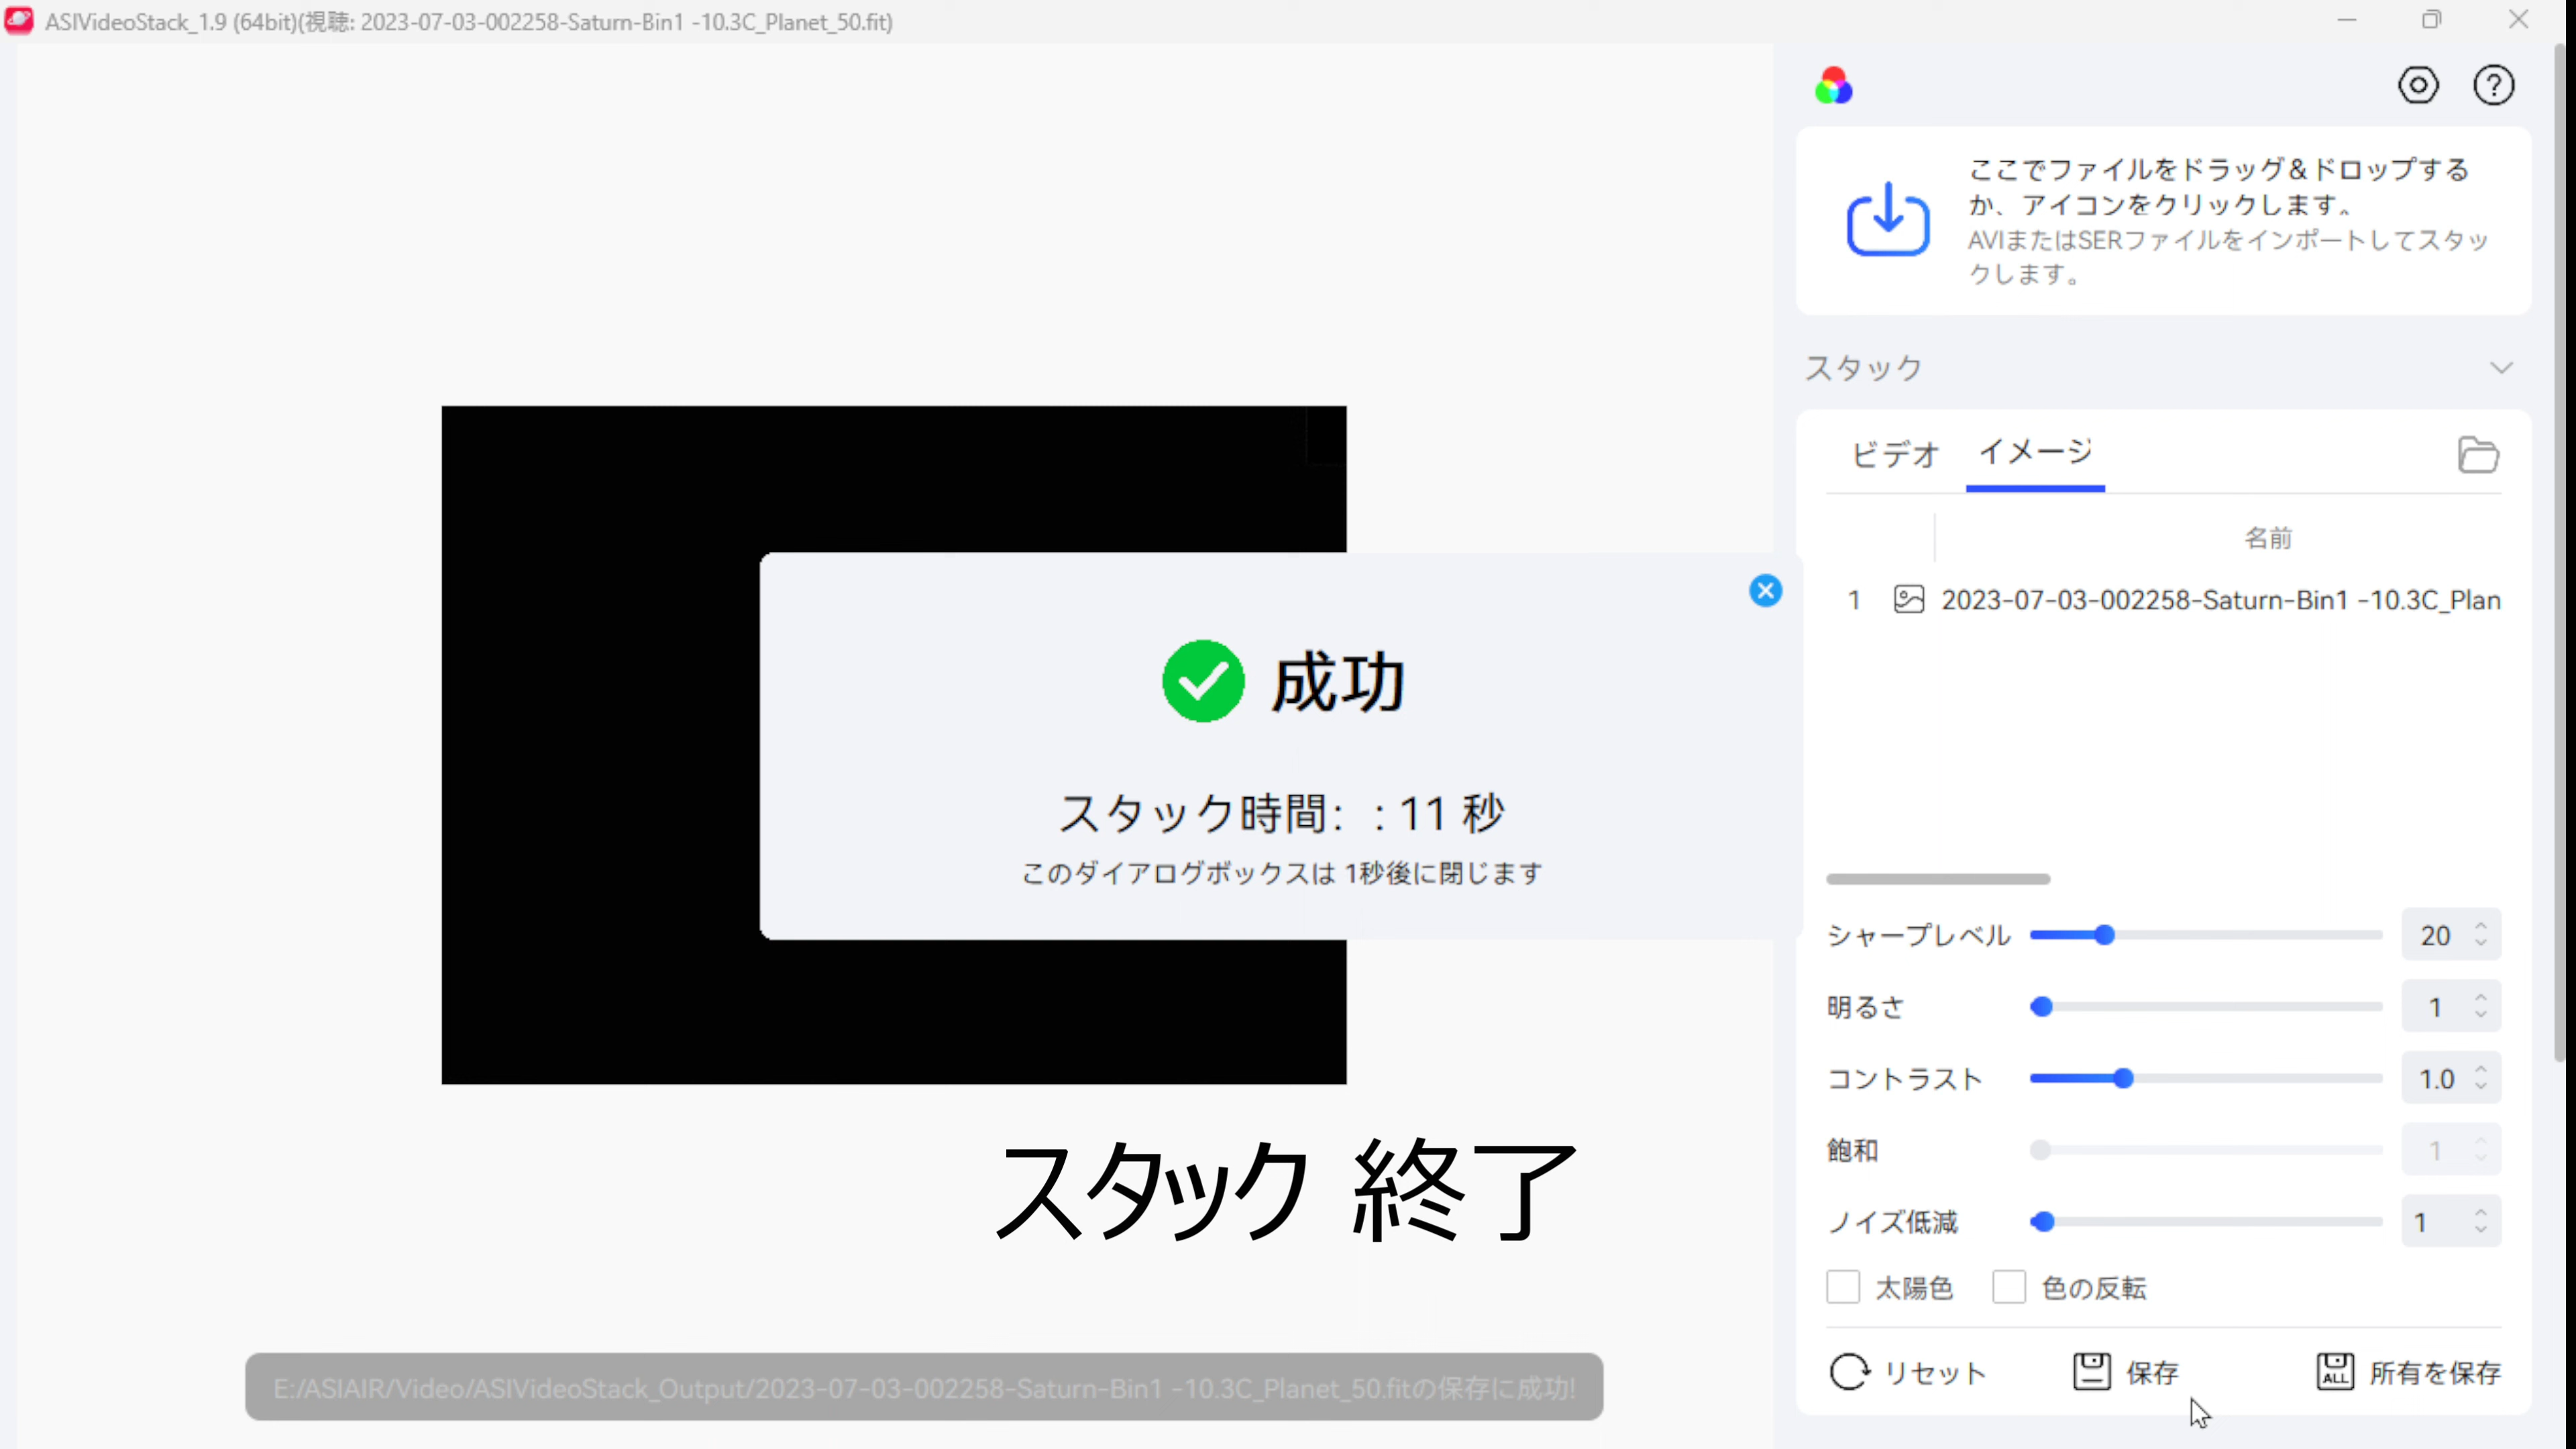 ASIVideoStack_1.9 (64bit)(視聴: 2023-07-03-002258-Saturn-Bin1 -10.3C_Planet_50.fit)
ここでファイルをドラッグ&ドロップする
か、アイコンをクリックします。
AVIまたはSERファイルをインポートしてスタッ
クします。
スタック
ビデオ イメージ
名前
1 2023-07-03-002258-Saturn-Bin1 -10.3C_Plan
成功
スタック時間: : 11 秒
このダイアログボックスは 1秒後に閉じます
シャープレベル 20
明るさ 1
コントラスト 1.0
飽和 1
ノイズ低減 1
太陽色 色の反転
スタック 終了
リセット 保存 ALL 所有を保存
E:/ASIAIR/Video/ASIVideoStack_Output/2023-07-03-002258-Saturn-Bin1 -10.3C_Planet_50.fitの保存に成功!